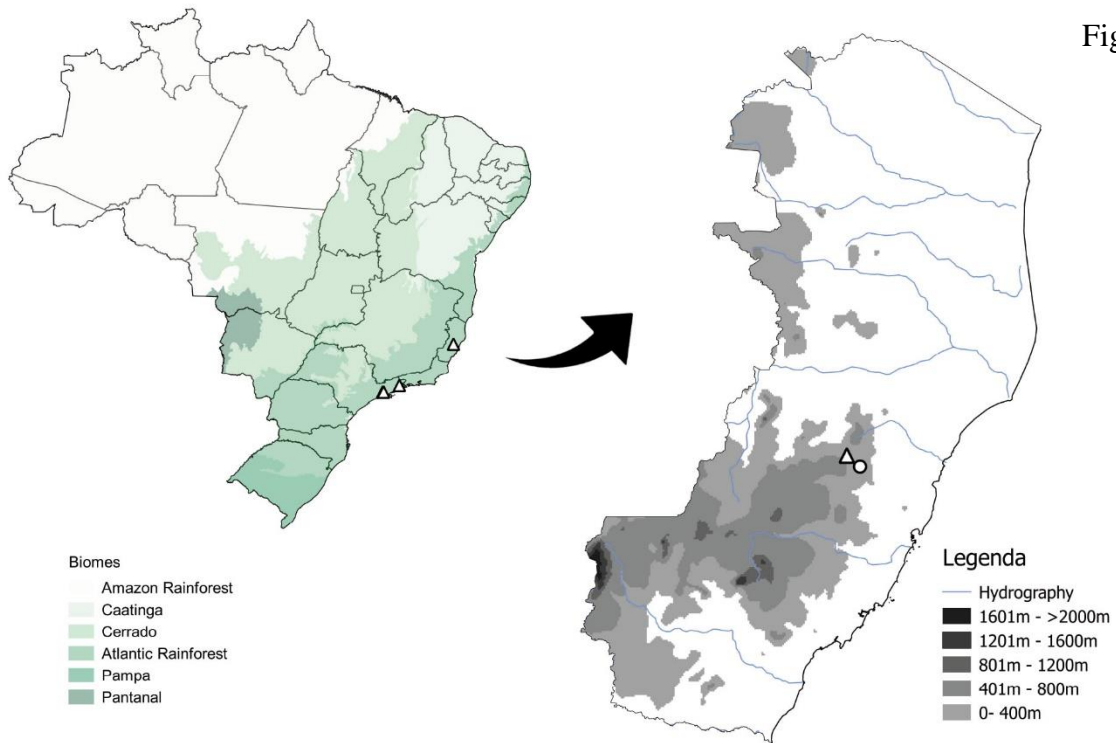 Fig
Biomes
Amazon Rainforest
Caatinga
Cerrado
Atlantic Rainforest
Pampa
Pantanal
Legenda
Hydrography
1601m - >2000m
1201m - 1600m
801m - 1200m
401m - 800m
0- 400m